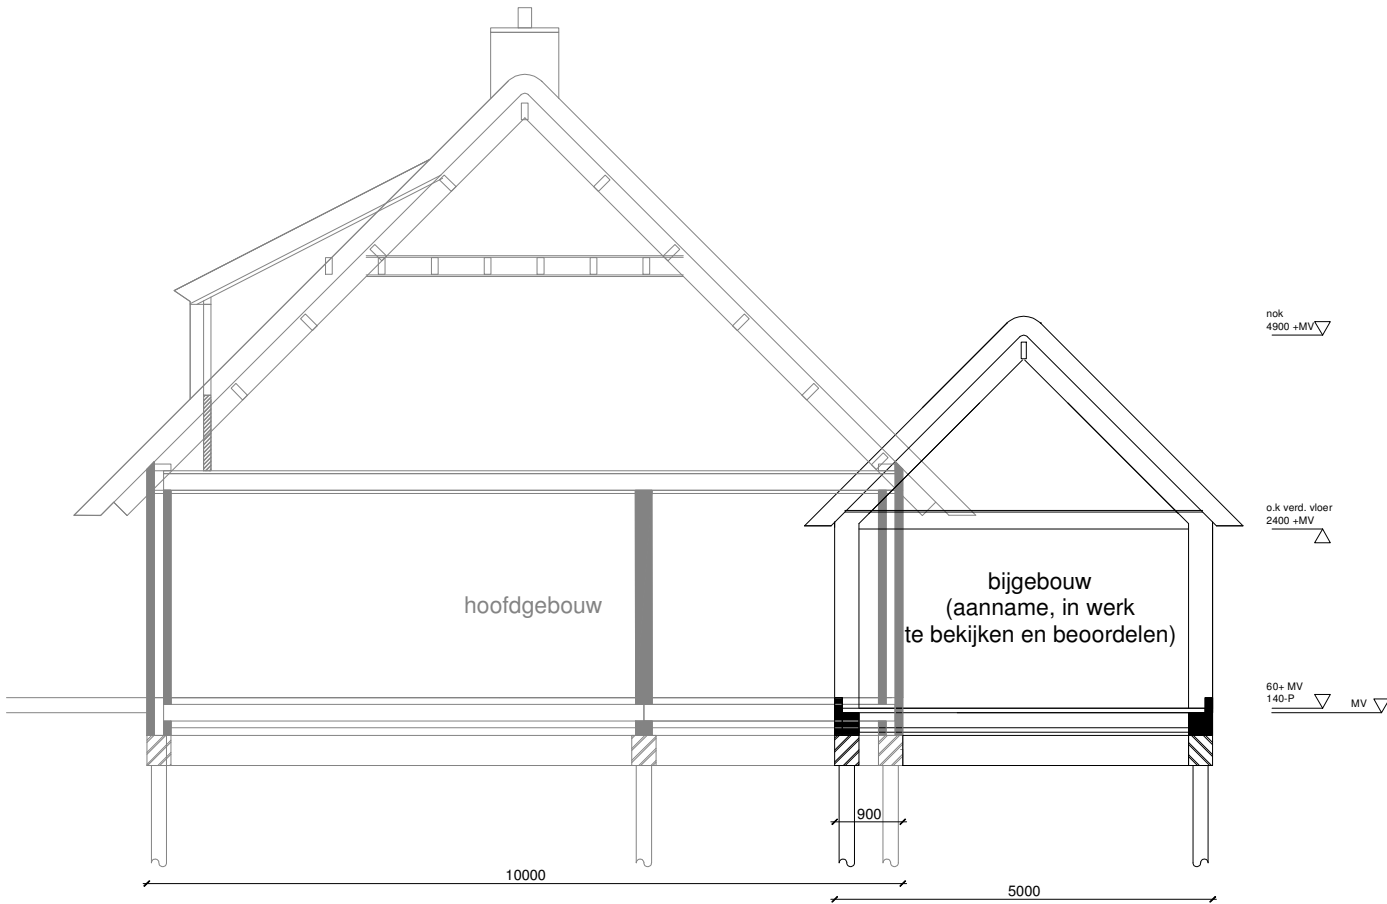 nok
4900 +MV
o.k verd. vloer
2400 +MV
hoofdgebouw
bijgebouw
(aanname, in werk
te bekijken en beoordelen)
60+ MV
140-P
MV
900
10000
5000